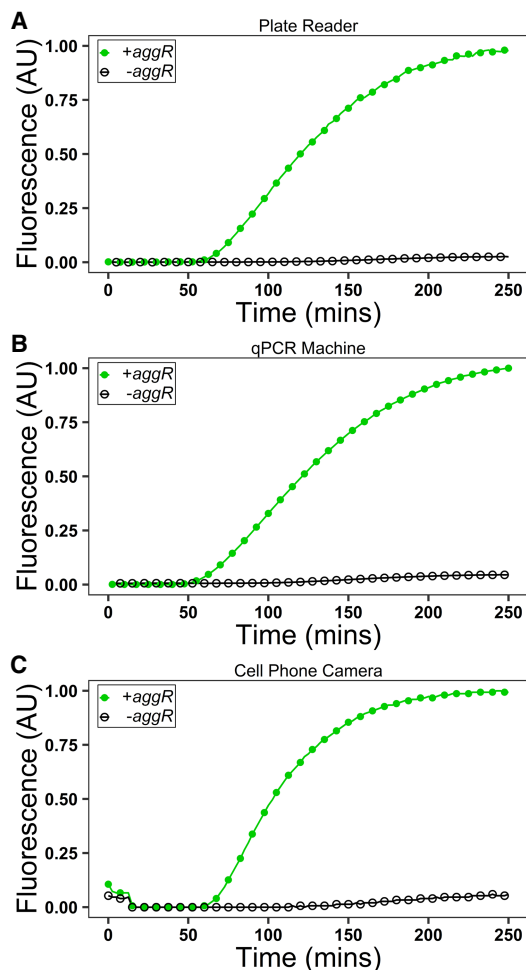 A
Plate Reader
Fluorescence (AU)
1.00
0.75
0.50
0.25
0.00
+aggR
-aggR
0 50 100 150 200 250
Time (mins)
B
qPCR Machine
Fluorescence (AU)
1.00
0.75
0.50
0.25
0.00
+aggR
-aggR
0 50 100 150 200 250
Time (mins)
C
Cell Phone Camera
Fluorescence (AU)
1.00
0.75
0.50
0.25
0.00
+aggR
-aggR
0 50 100 150 200 250
Time (mins)